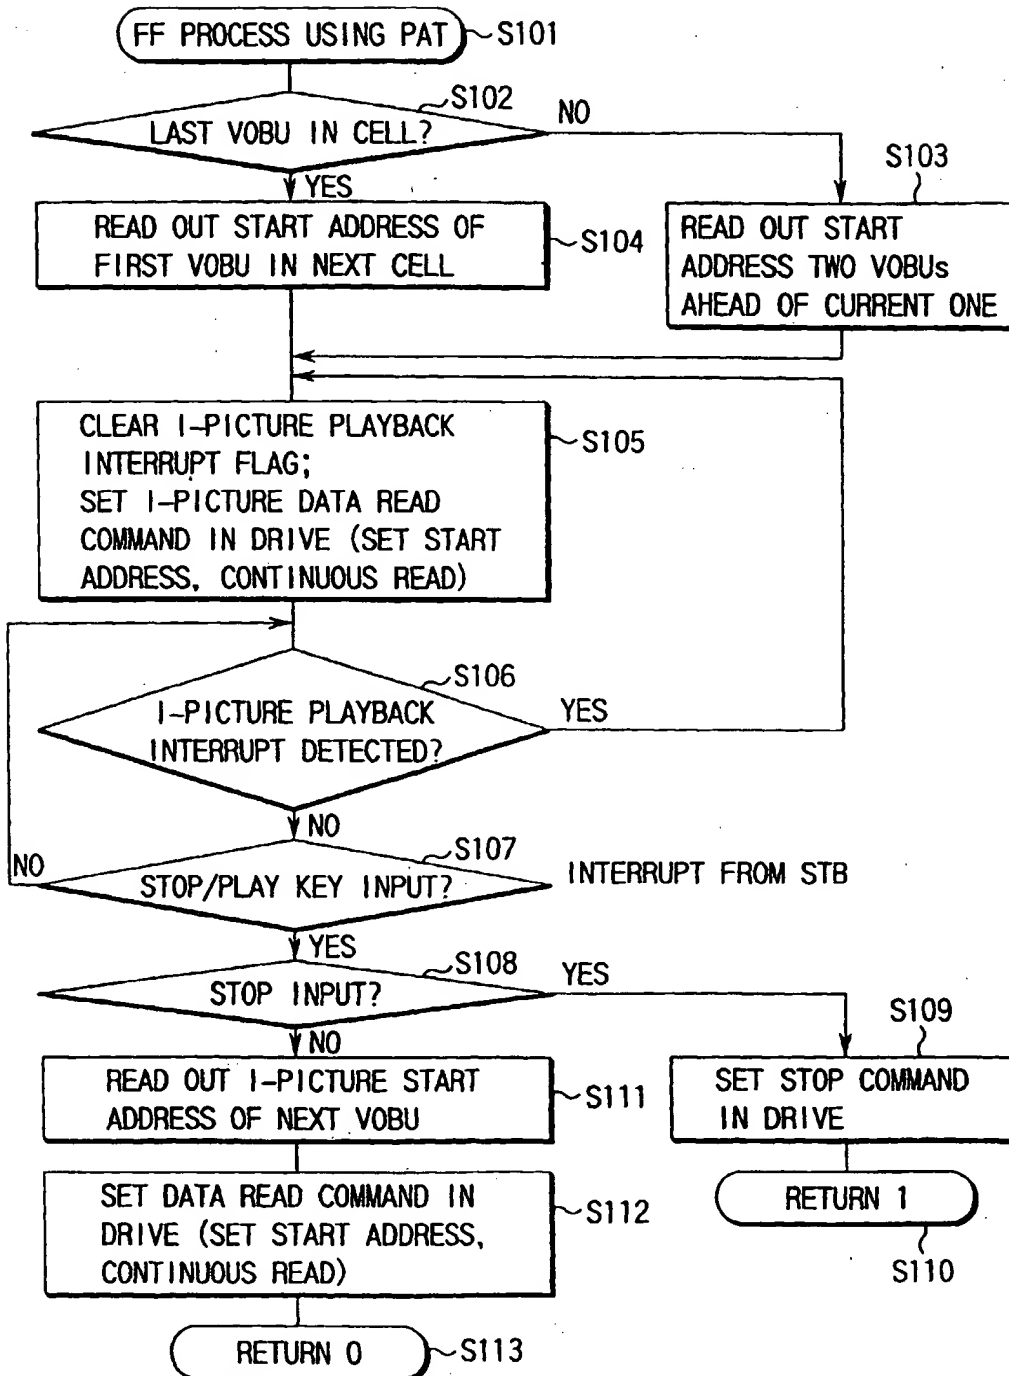 FF PROCESS USING PAT
S101
S102
LAST VOBU IN CELL?
NO
YES
S103
READ OUT START ADDRESS OF
FIRST VOBU IN NEXT CELL
S104
READ OUT START
ADDRESS TWO VOBUs
AHEAD OF CURRENT ONE
CLEAR I-PICTURE PLAYBACK
INTERRUPT FLAG;
SET I-PICTURE DATA READ
COMMAND IN DRIVE (SET START
ADDRESS, CONTINUOUS READ)
S105
S106
I-PICTURE PLAYBACK
INTERRUPT DETECTED?
YES
NO
S107
NO
STOP/PLAY KEY INPUT?
INTERRUPT FROM STB
YES
S108
STOP INPUT?
YES
NO
S109
READ OUT I-PICTURE START
ADDRESS OF NEXT VOBU
S111
SET STOP COMMAND
IN DRIVE
SET DATA READ COMMAND IN
DRIVE (SET START ADDRESS,
CONTINUOUS READ)
S112
RETURN 1
S110
RETURN 0
S113